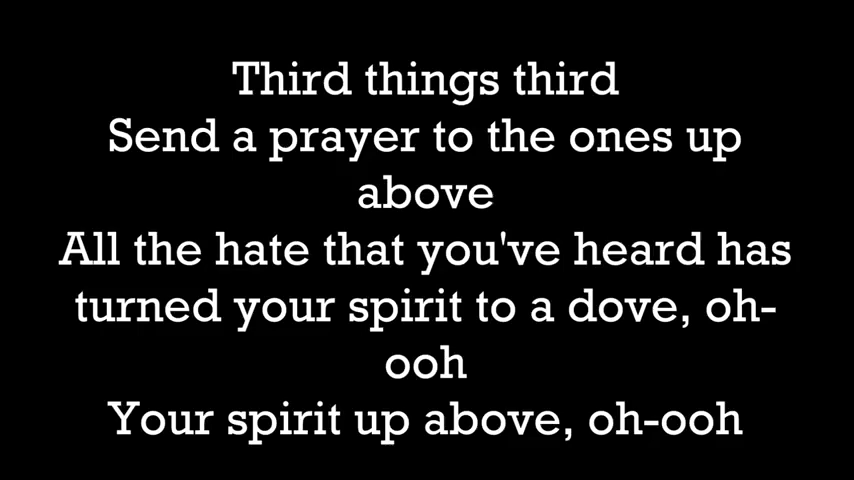 Third things third
Send a prayer to the ones up
above
All the hate that you've heard has
turned your spirit to a dove, oh-
ooh
Your spirit up above, oh-ooh